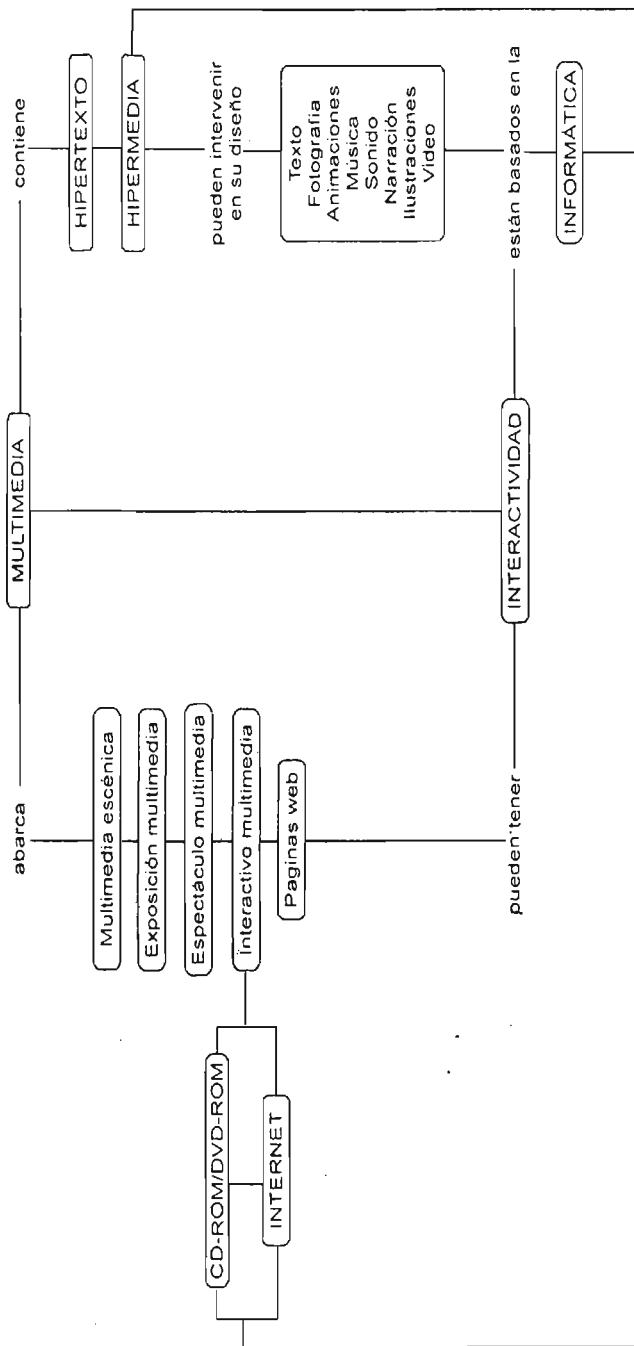 MULTIMEDIA
abarca
contiene
Multimedia escénica
Exposición multimedia
Espectáculo multimedia
Interactivo multimedia
Paginas web
CD-ROM/DVD-ROM
INTERNET
HIPERTEXTO
HIPERMEDIA
pueden intervenir
en su diseño
Texto
Fotografía
Animaciones
Música
Sonido
Narración
Ilustraciones
Video
pueden tener
INTERACTIVIDAD
están basados en la
INFORMÁTICA